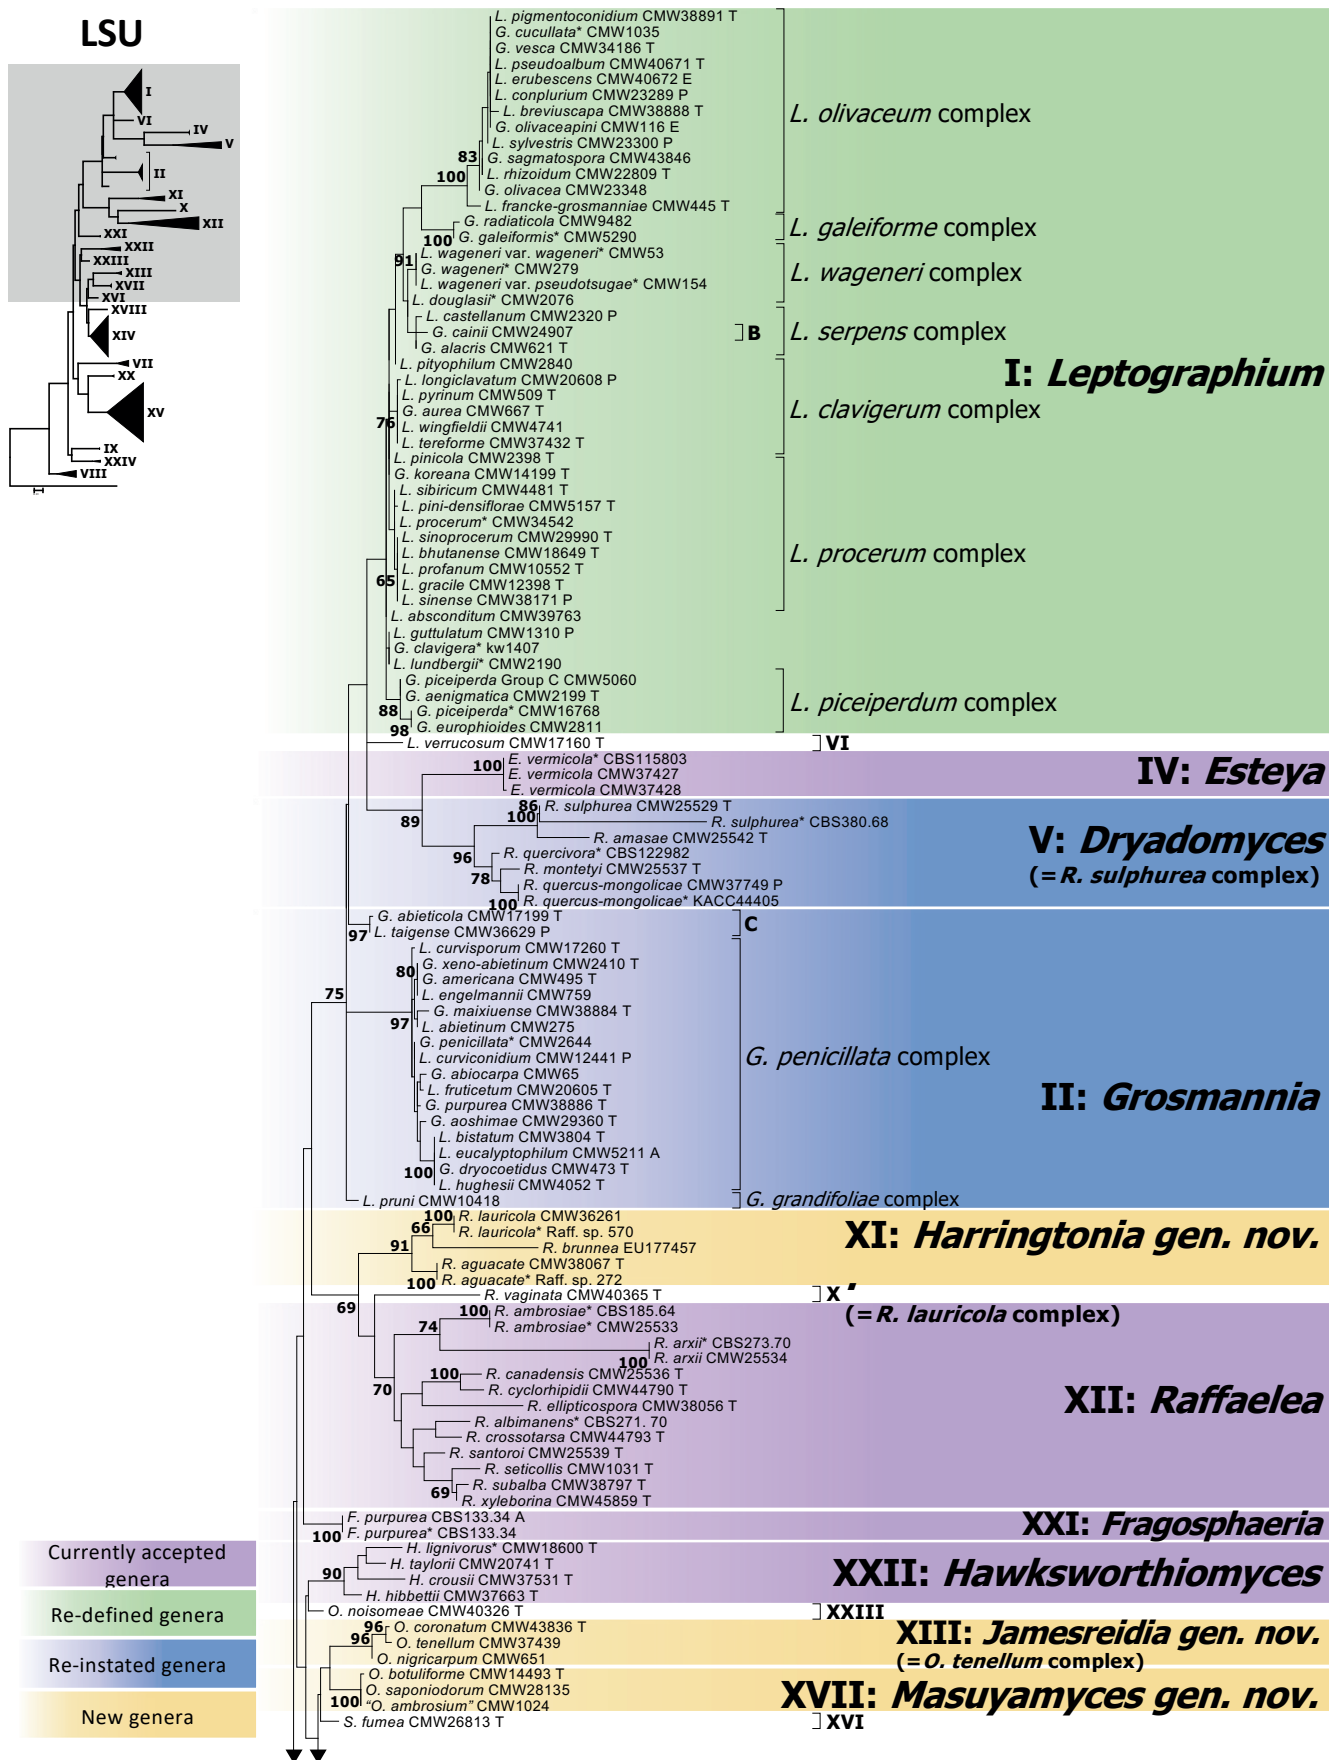 LSU
I
VI
IV
V
II
XI
X
XII
XXI
XXII
XXIII
XIII
XVII
XVI
XVIII
XIV
VII
XX
XV
IX
XXIV
VIII
L. pigmentoconidium CMW38891 T
G. cucullata* CMW1035
G. vesca CMW34186 T
L. pseudoalbum CMW40671 T
L. erubescens CMW40672 E
L. conplurium CMW23289 P
L. breviuscapa CMW38888 T
G. olivaceapini CMW116 E
L. sylvestris CMW23300 P
83 G. sagmatospora CMW43846
L. rhizoidum CMW22809 T
100 G. olivacea CMW23348
L. francke-grosmanniae CMW445 T
L. olivaceum complex
G. radiaticola CMW9482
100 G. galeiformis* CMW5290
L. galeiforme complex
91 L. wageneri var. wageneri* CMW53
G. wageneri* CMW279
L. wageneri var. pseudotsugae* CMW154
L. douglasii* CMW2076
L. wageneri complex
L. castellanum CMW2320 P
G. cainii CMW24907
B
G. alacris CMW621 T
L. serpens complex
L. pityophilum CMW2840
I: Leptographium
L. longiclavatum CMW20608 P
L. pyrinum CMW509 T
G. aurea CMW667 T
76 L. wingfieldii CMW4741
L. tereforme CMW37432 T
L. clavigerum complex
L. pinicola CMW2398 T
G. koreana CMW14199 T
L. sibiricum CMW4481 T
L. pini-densiflorae CMW5157 T
L. procerum* CMW34542
L. sinoprocerum CMW29990 T
L. bhutanense CMW18649 T
L. profanum CMW10552 T
65 L. gracile CMW12398 T
L. sinense CMW38171 P
L. procerum complex
L. absconditum CMW39763
L. guttulatum CMW1310 P
G. clavigera* kw1407
L. lundbergii* CMW2190
G. piceiperda Group C CMW5060
G. aenigmatica CMW2199 T
88 G. piceiperda* CMW16768
98 G. europhioides CMW2811
L. piceiperdum complex
L. verrucosum CMW17160 T
VI
E. vermicola* CBS115803
100 E. vermicola CMW37427
E. vermicola CMW37428
IV: Esteya
89
86 R. sulphurea CMW25529 T
100 R. sulphurea* CBS380.68
R. amasae CMW25542 T
96 R. quercivora* CBS122982
78 R. montetyi CMW25537 T
R. quercus-mongolicae CMW37749 P
100 R. quercus-mongolicae* KACC44405
V: Dryadomyces
(=R. sulphurea complex)
G. abieticola CMW17199 T
97 L. taigense CMW36629 P
C
L. curvisporum CMW17260 T
80 G. xeno-abietinum CMW2410 T
G. americana CMW495 T
75 L. engelmannii CMW759
G. maixiuense CMW38884 T
97 L. abietinum CMW275
G. penicillata* CMW2644
L. curviconidium CMW12441 P
G. abiocarpa CMW65
L. fruticetum CMW20605 T
G. purpurea CMW38886 T
G. aoshimae CMW29360 T
L. bistatum CMW3804 T
L. eucalyptophilum CMW5211 A
100 G. dryocoetidus CMW473 T
L. hughesii CMW4052 T
G. penicillata complex
II: Grosmannia
L. pruni CMW10418
G. grandifoliae complex
100 R. lauricola CMW36261
66 R. lauricola* Raff. sp. 570
91 R. brunnea EU177457
R. aguacate CMW38067 T
100 R. aguacate* Raff. sp. 272
XI: Harringtonia gen. nov.
69 R. vaginata CMW40365 T
X
(=R. lauricola complex)
100 R. ambrosiae* CBS185.64
74 R. ambrosiae* CMW25533
R. arxii* CBS273.70
100 R. arxii CMW25534
100 R. canadensis CMW25536 T
70 R. cyclorhipidii CMW44790 T
R. ellipticospora CMW38056 T
R. albimanens* CBS271. 70
R. crossotarsa CMW44793 T
R. santoroi CMW25539 T
R. seticollis CMW1031 T
R. subalba CMW38797 T
69 R. xyleborina CMW45859 T
XII: Raffaelea
F. purpurea CBS133.34 A
100 F. purpurea* CBS133.34
XXI: Fragosphaeria
H. lignivorus* CMW18600 T
H. taylorii CMW20741 T
90 H. crousii CMW37531 T
H. hibbettii CMW37663 T
XXII: Hawksworthiomyces
O. noisomeae CMW40326 T
XXIII
96 O. coronatum CMW43836 T
96 O. tenellum CMW37439
O. nigricarpum CMW651
XIII: Jamesreidia gen. nov.
(=O. tenellum complex)
O. botuliforme CMW14493 T
O. saponiodorum CMW28135
100 "O. ambrosium" CMW1024
XVII: Masuyamyces gen. nov.
S. fumea CMW26813 T
XVI
Currently accepted
genera
Re-defined genera
Re-instated genera
New genera